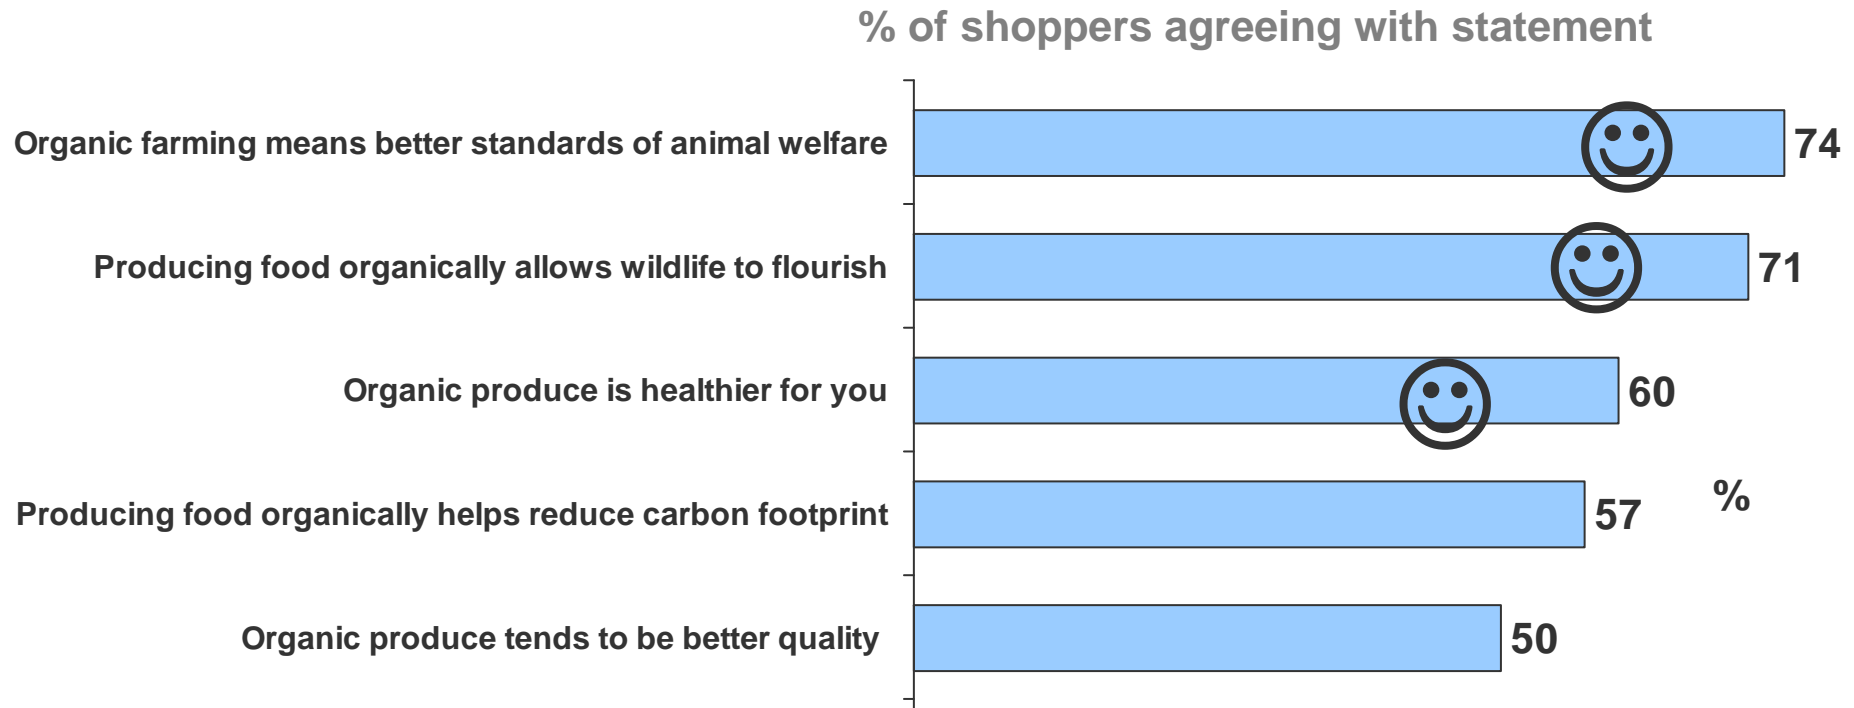 % of shoppers agreeing with statement
Organic farming means better standards of animal welfare
74
Producing food organically allows wildlife to flourish
71
Organic produce is healthier for you
60
Producing food organically helps reduce carbon footprint
57
%
Organic produce tends to be better quality
50